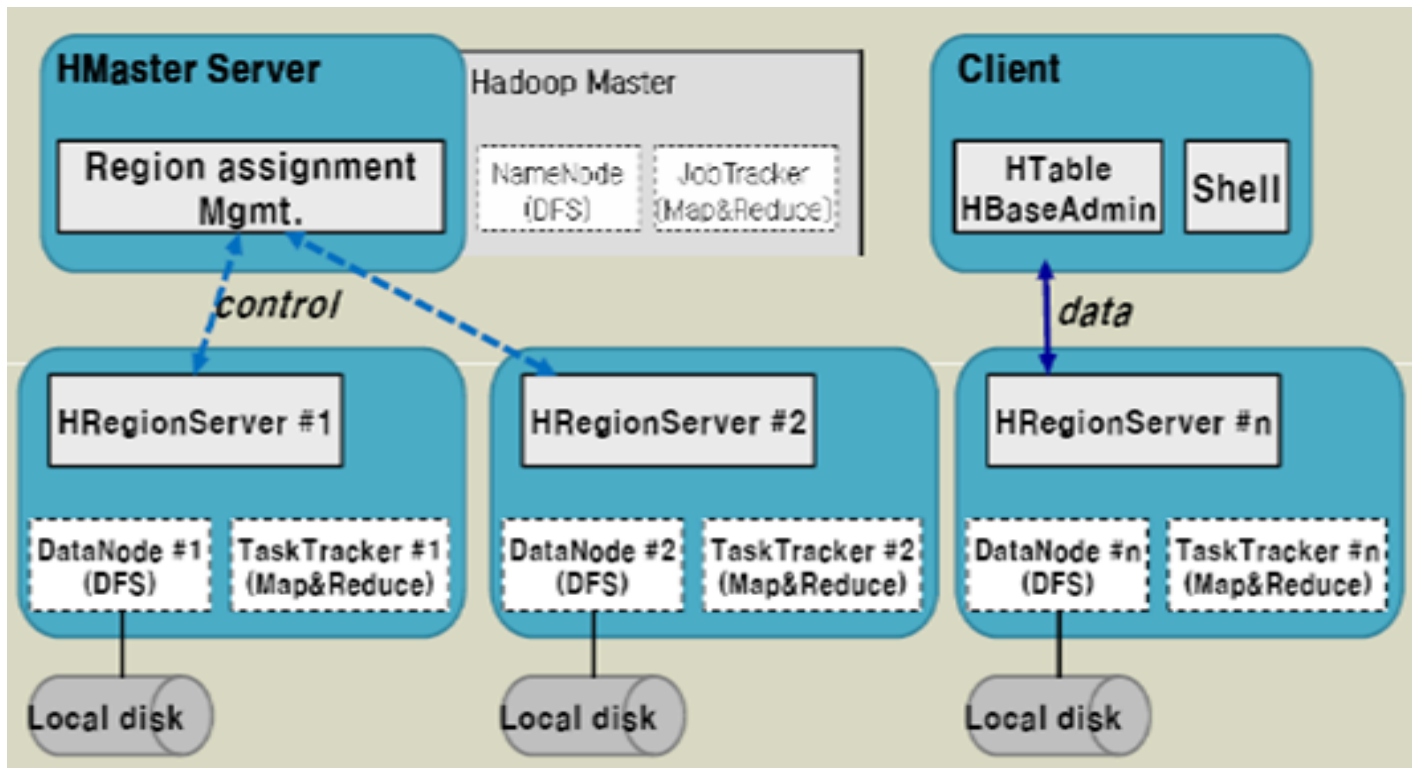 HMaster Server
Region assignment
Mgmt.
Hadoop Master
NameNode
(DFS)
JobTracker
(Map&Reduce)
Client
HTable
HBaseAdmin
Shell
control
data
HRegionServer #1
DataNode #1
(DFS)
TaskTracker #1
(Map&Reduce)
Local disk
HRegionServer #2
DataNode #2
(DFS)
TaskTracker #2
(Map&Reduce)
Local disk
HRegionServer #n
DataNode #n
(DFS)
TaskTracker #n
(Map&Reduce)
Local disk